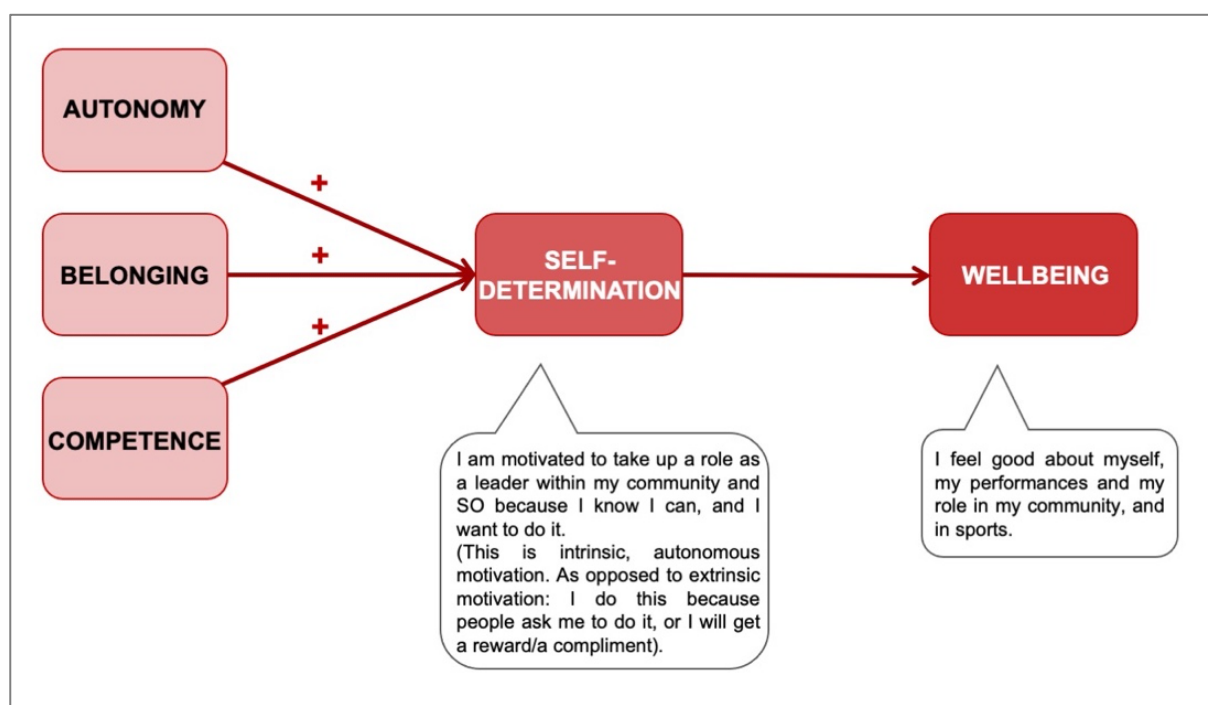 AUTONOMY
+
BELONGING
+
COMPETENCE
+
SELF-
DETERMINATION
WELLBEING
I am motivated to take up a role as
a leader within my community and
SO because I know I can, and I
want to do it.
(This is intrinsic, autonomous
motivation. As opposed to extrinsic
motivation: I do this because
people ask me to do it, or I will get
a reward/a compliment).
I feel good about myself,
my performances and my
role in my community, and
in sports.